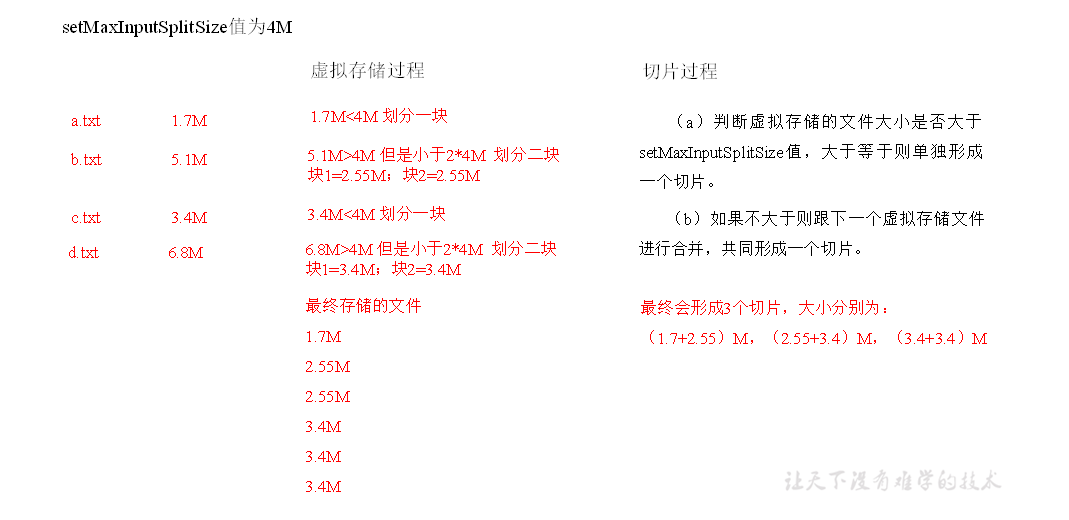 setMaxInputSplitSize值为4M
虚拟存储过程
切片过程
a.txt 1.7M 1.7M<4M 划分一块
b.txt 5.1M 5.1M>4M 但是小于2*4M 划分二块
块1=2.55M；块2=2.55M
c.txt 3.4M 3.4M<4M 划分一块
d.txt 6.8M 6.8M>4M 但是小于2*4M 划分二块
块1=3.4M；块2=3.4M
最终存储的文件
1.7M
2.55M
2.55M
3.4M
3.4M
3.4M
（a）判断虚拟存储的文件大小是否大于
setMaxInputSplitSize值，大于等于则单独形成
一个切片。
（b）如果不大于则跟下一个虚拟存储文件
进行合并，共同形成一个切片。
最终会形成3个切片，大小分别为：
（1.7+2.55）M，（2.55+3.4）M，（3.4+3.4）M
让天下没有难学的技术